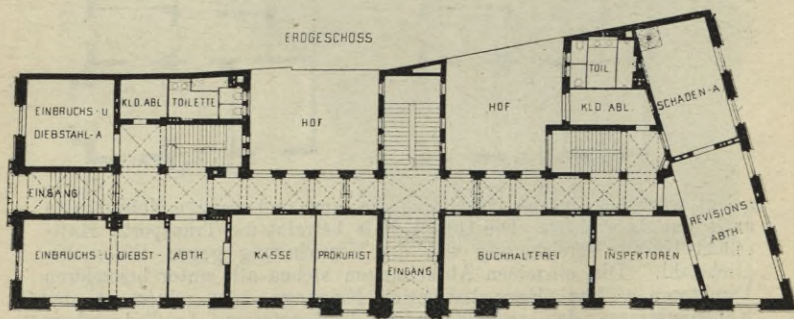 ERDGESCHOSS
EINBRUCHS - U
DIEBSTAHL - A
KLD. ABL
TOILETTE
HOF
HOF
TOIL.
KLD ABL.
SCHADEN - A
EINGANG
REVISIONS-
ABTH.
EINBRUCHS - U. DIEBST - ABTH.
KASSE
PROKURIST
EINGANG
BUCHHALTEREI
INSPEKTOREN